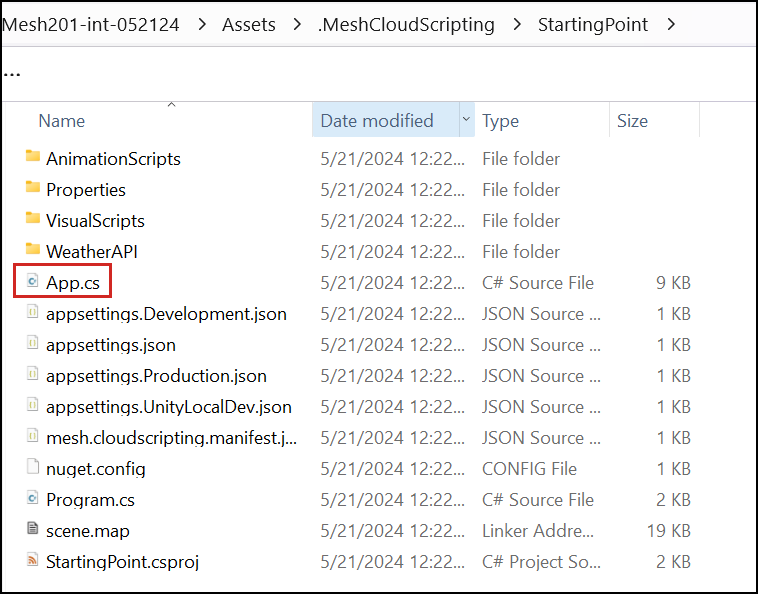 Mesh201-int-052124 > Assets > .MeshCloudScripting > StartingPoint >
...
Name Date modified Type Size
AnimationScripts 5/21/2024 12:22... File folder
Properties 5/21/2024 12:22... File folder
VisualScripts 5/21/2024 12:22... File folder
WeatherAPI 5/21/2024 12:22... File folder
App.cs 5/21/2024 12:22... C# Source File 9 KB
appsettings.Development.json 5/21/2024 12:22... JSON Source ... 1 KB
appsettings.json 5/21/2024 12:22... JSON Source ... 1 KB
appsettings.Production.json 5/21/2024 12:22... JSON Source ... 1 KB
appsettings.UnityLocalDev.json 5/21/2024 12:22... JSON Source ... 1 KB
mesh.cloudscripting.manifest.j... 5/21/2024 12:22... JSON Source ... 1 KB
nuget.config 5/21/2024 12:22... CONFIG File 1 KB
Program.cs 5/21/2024 12:22... C# Source File 2 KB
scene.map 5/21/2024 12:22... Linker Addre... 19 KB
StartingPoint.csproj 5/21/2024 12:22... C# Project So... 2 KB